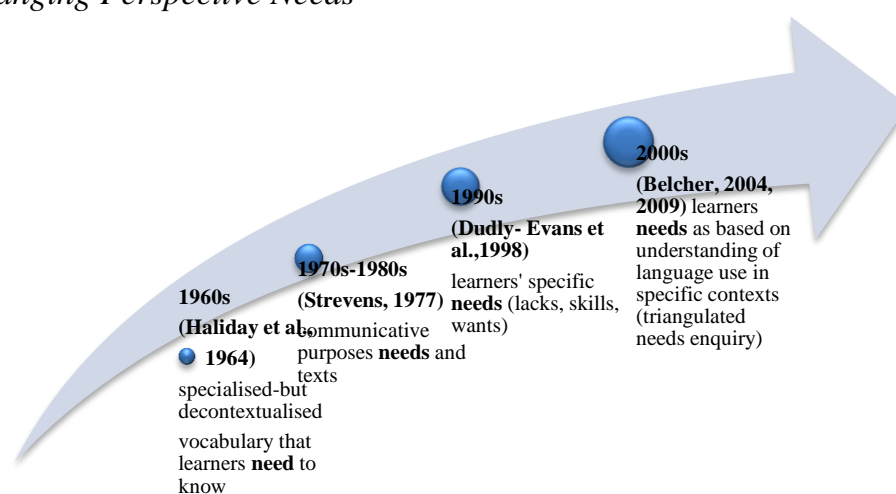 anging Perspective Needs
1960s
(Haliday et al.,
1964)
specialised-but
decontextualised
vocabulary that
learners need to
know
1970s-1980s
(Strevens, 1977)
communicative
purposes needs and
texts
1990s
(Dudly- Evans et
al.,1998)
learners' specific
needs (lacks, skills,
wants)
2000s
(Belcher, 2004,
2009) learners
needs as based on
understanding of
language use in
specific contexts
(triangulated
needs enquiry)